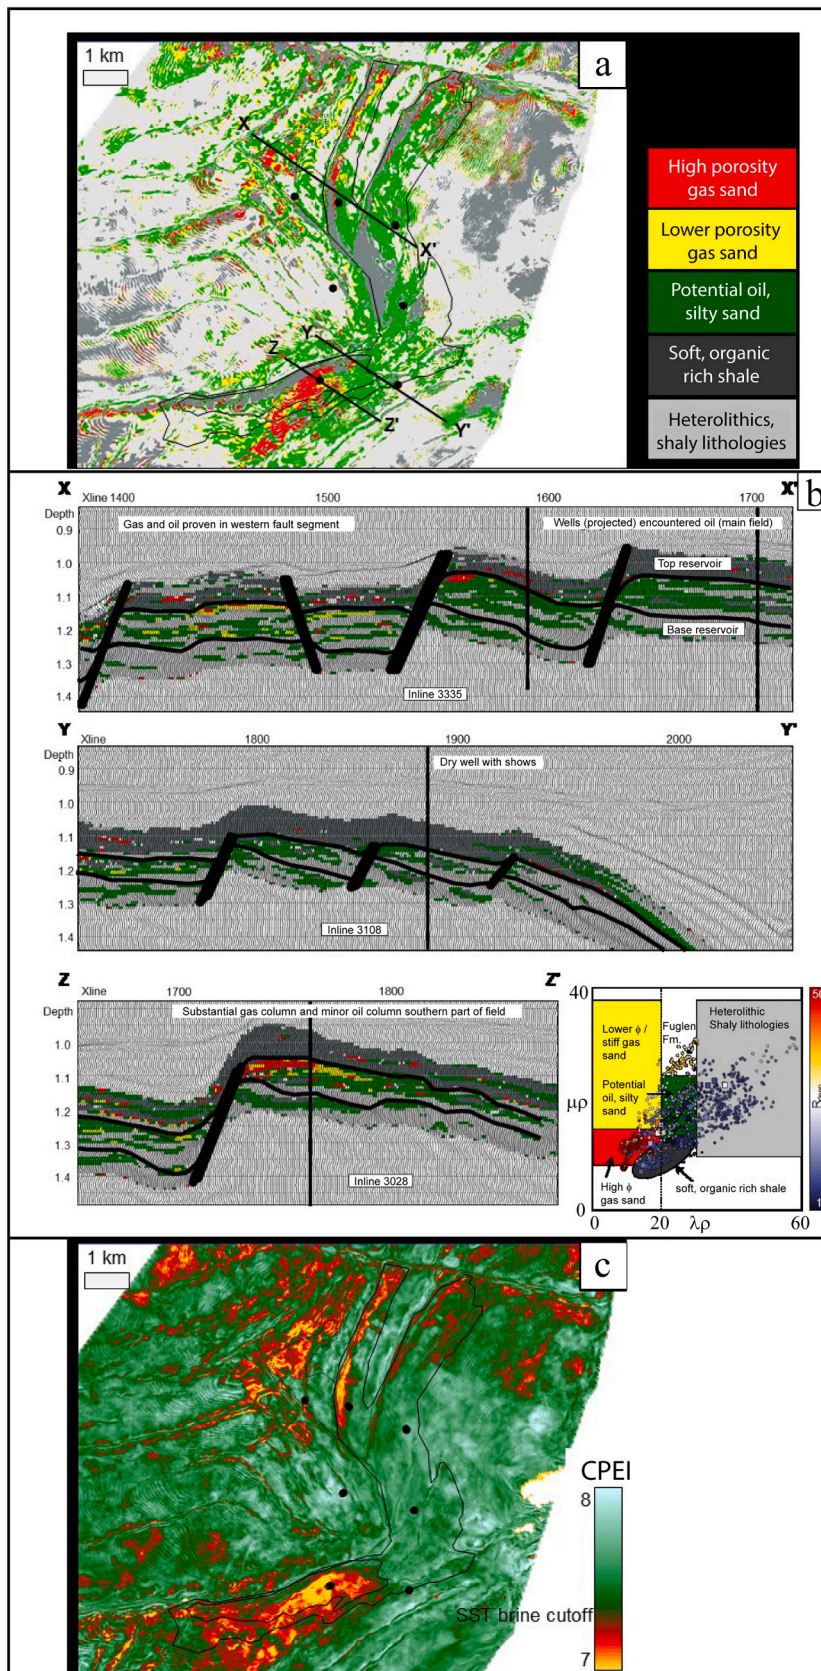 1 km
a
X
X'
Y
Z
Z'
Y'
High porosity
gas sand
Lower porosity
gas sand
Potential oil,
silty sand
Soft, organic
rich shale
Heterolithics,
shaly lithologies
b
X
X'
Xline 1400
1500
1600
1700
Depth
0.9
1.0
1.1
1.2
1.3
1.4
Gas and oil proven in western fault segment
Wells (projected) encountered oil (main field)
Top reservoir
Base reservoir
Inline 3335
Y
Y'
Xline
1800
1900
2000
Depth
0.9
1.0
1.1
1.2
1.3
1.4
Dry well with shows
Inline 3108
Z
Z'
Xline
1700
1800
Depth
1.0
1.1
1.2
1.3
1.4
Substantial gas column and minor oil column southern part of field
Inline 3028
40
μρ
0
Lower ϕ /
stiff gas
sand
Fuglen
Fm.
Heterolithic
Shaly lithologies
Potential
oil, silty
sand
High ϕ
gas sand
soft, organic rich shale
0
20
λρ
60
50
1
1 km
c
CPEI
8
SST brine cutoff
7